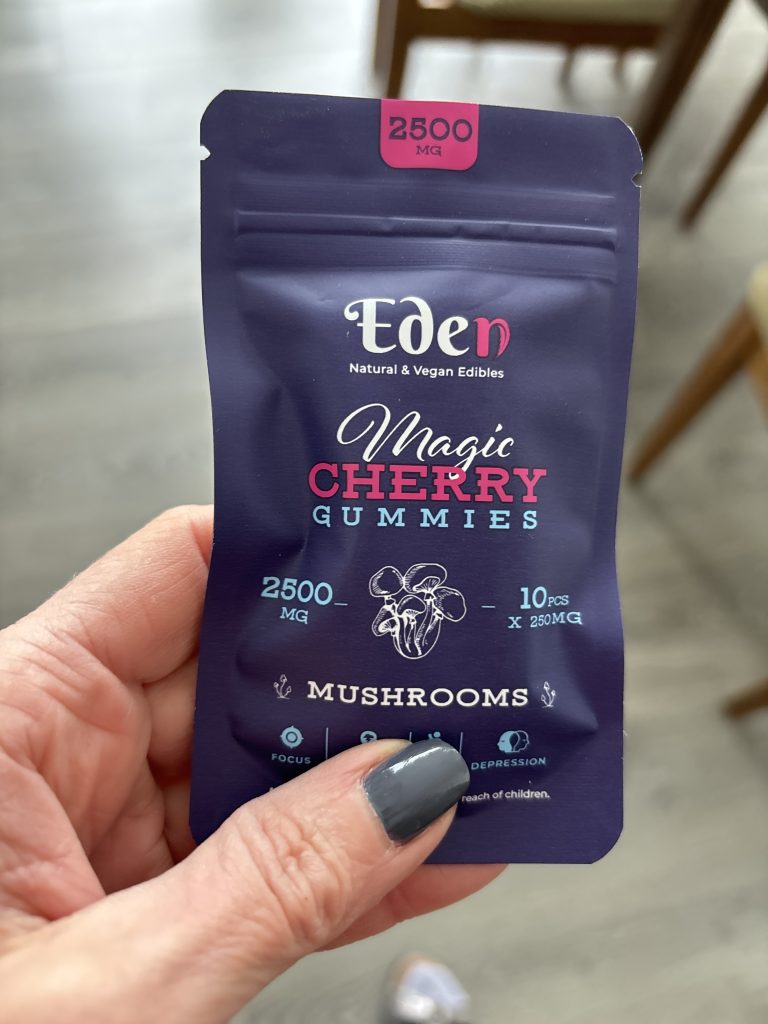 2500
MG
Eden
Natural & Vegan Edibles
Magic
CHERRY
GUMMIES
2500
MG
10 PCS
X 250MG
MUSHROOMS
FOCUS
DEPRESSION
reach of children.